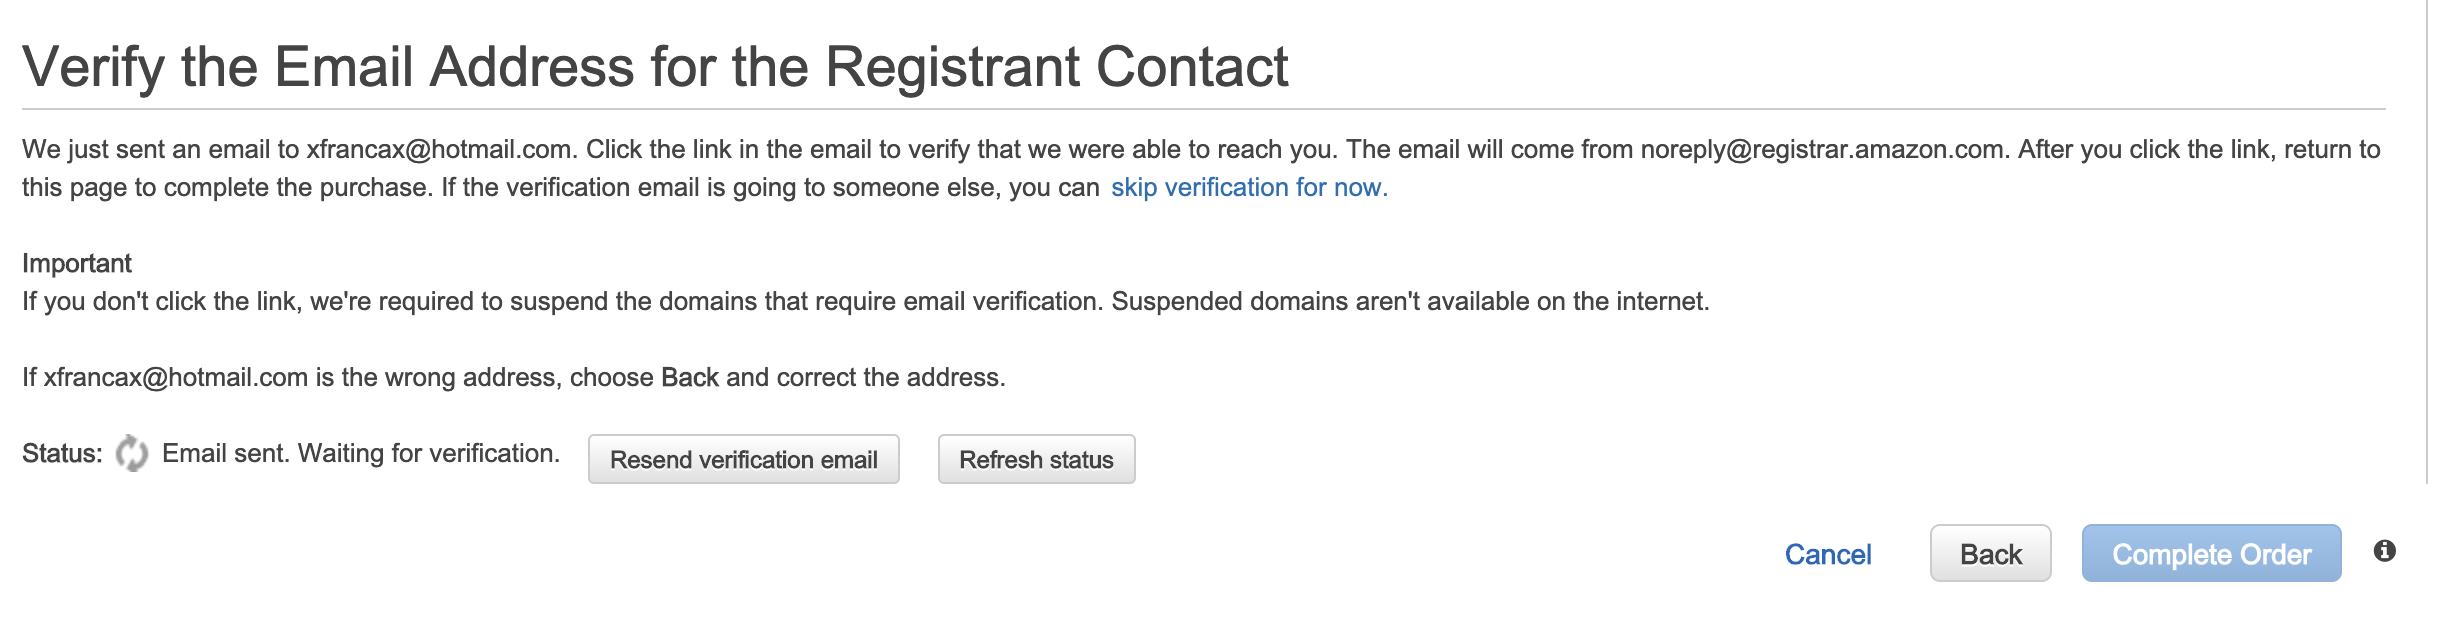 Verify the Email Address for the Registrant Contact
We just sent an email to xfrancax@hotmail.com. Click the link in the email to verify that we were able to reach you. The email will come from noreply@registrar.amazon.com. After you click the link, return to
this page to complete the purchase. If the verification email is going to someone else, you can skip verification for now.
Important
If you don't click the link, we're required to suspend the domains that require email verification. Suspended domains aren't available on the internet.
If xfrancax@hotmail.com is the wrong address, choose Back and correct the address.
Status: Email sent. Waiting for verification. Resend verification email Refresh status
Cancel Back Complete Order